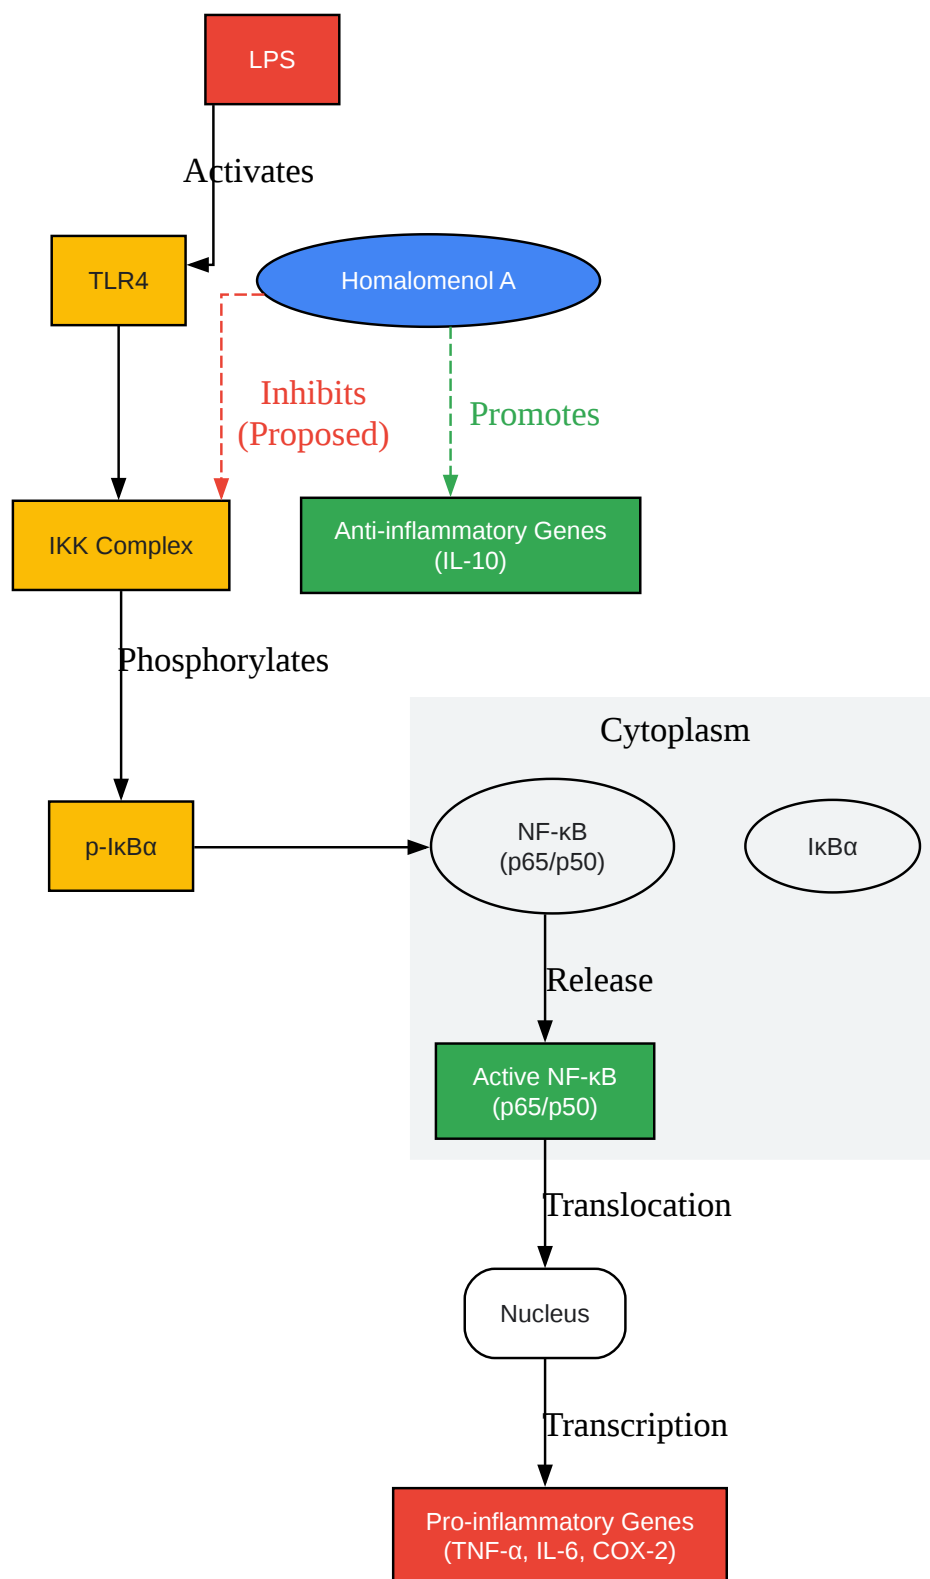 LPS
Activates
TLR4
Homalomenol A
Inhibits
(Proposed)
Promotes
IKK Complex
Anti-inflammatory Genes
(IL-10)
Phosphorylates
Cytoplasm
p-IκBα
NF-κB
(p65/p50)
IκBα
Release
Active NF-κB
(p65/p50)
Translocation
Nucleus
Transcription
Pro-inflammatory Genes
(TNF-α, IL-6, COX-2)